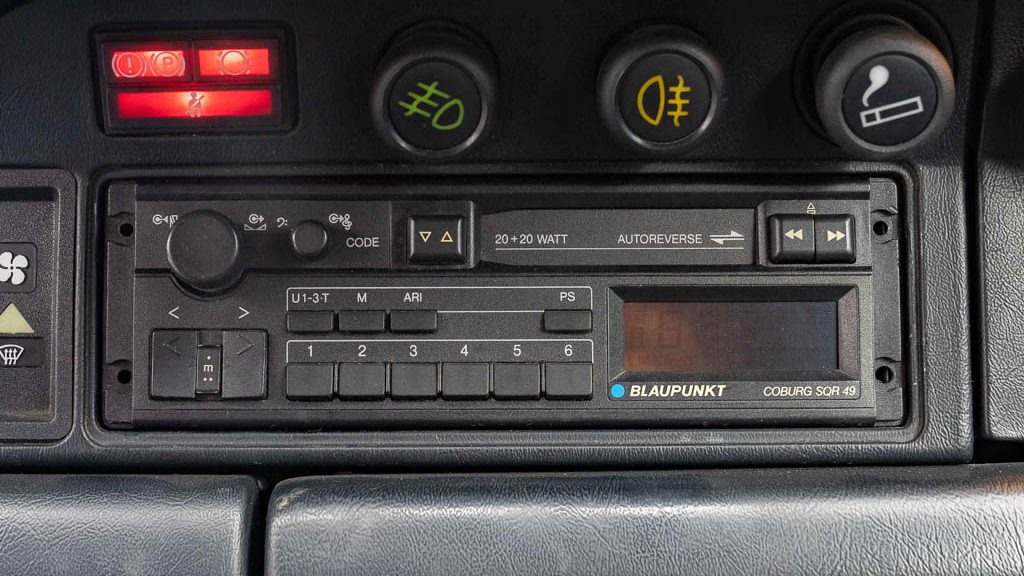 CODE
20+20 WATT AUTOREVERSE
U1-3·T M ARI PS
1 2 3 4 5 6
m
BLAUPUNKT COBURG SQR 49